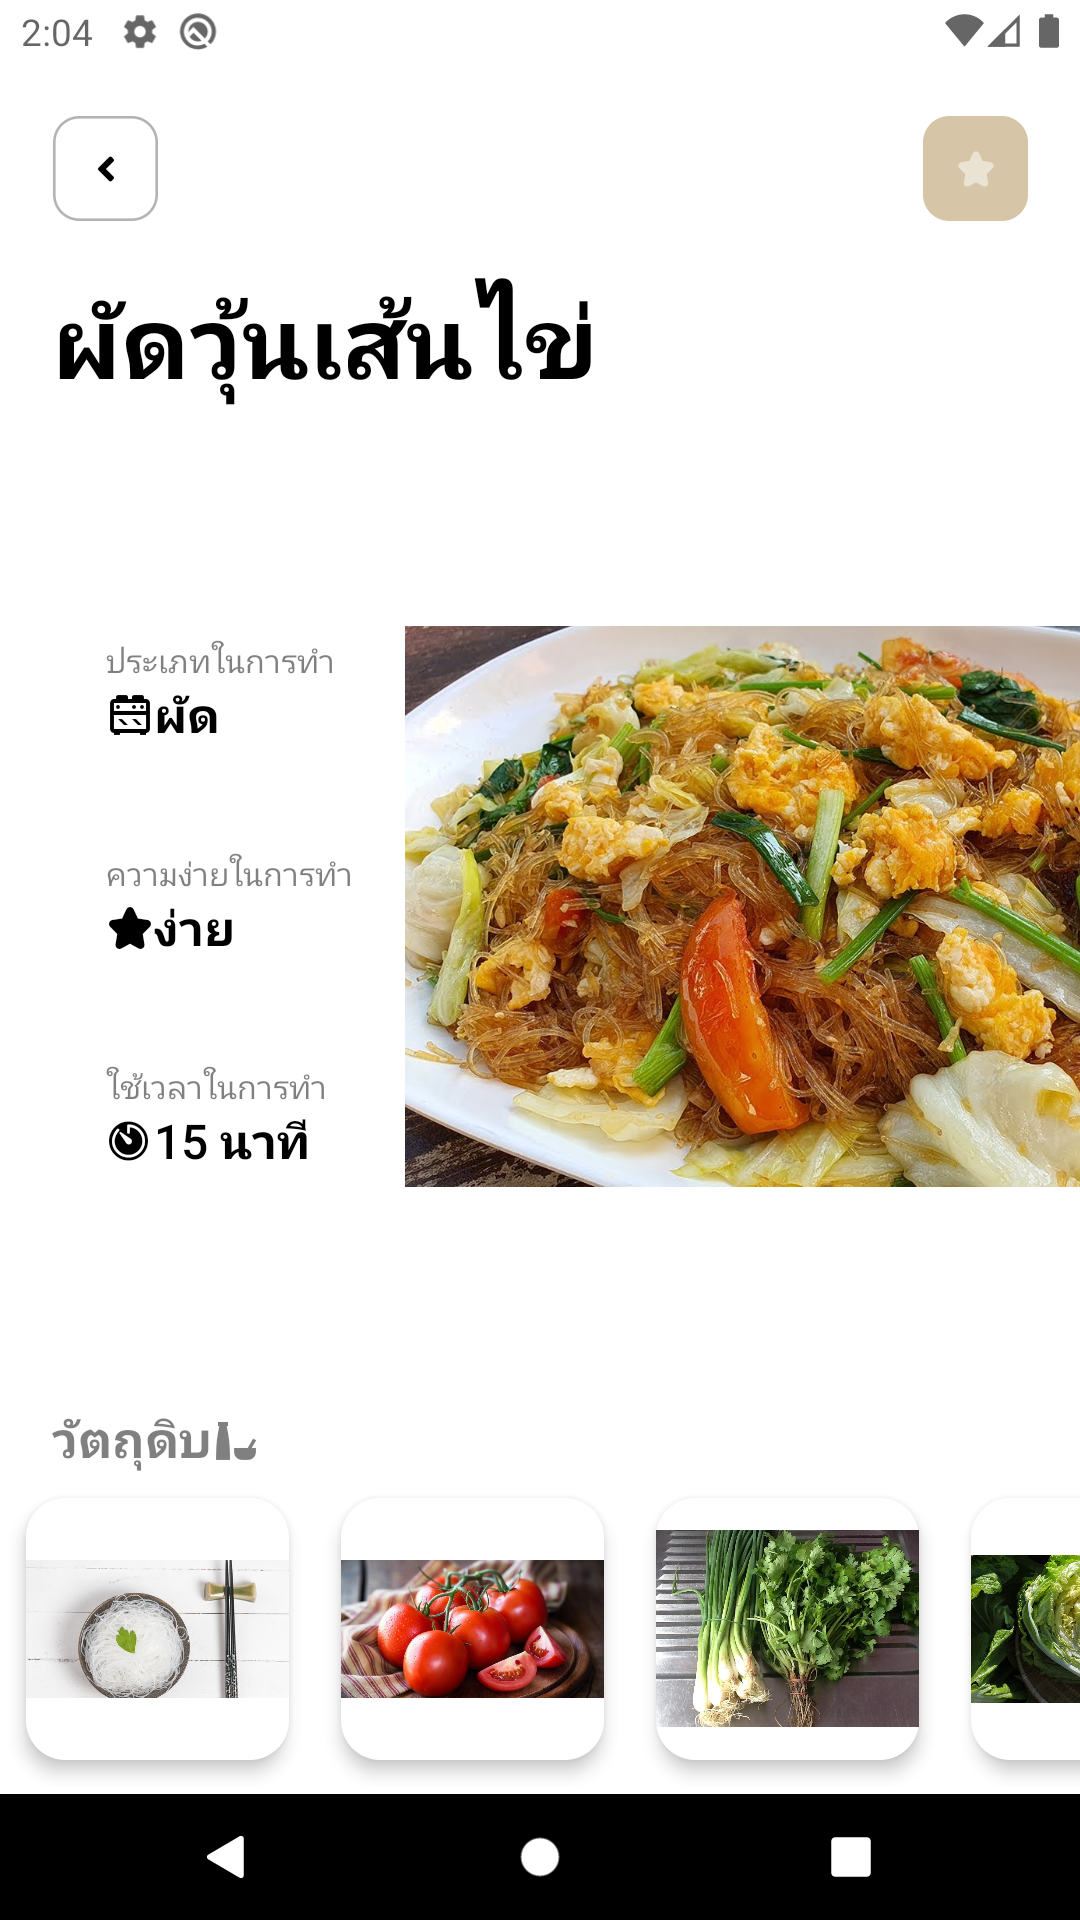 2:04
ผัดวุ้นเส้นไข่
ประเภทในการทำ
ผัด
ความง่ายในการทำ
ง่าย
ใช้เวลาในการทำ
15 นาที
วัตถุดิบ